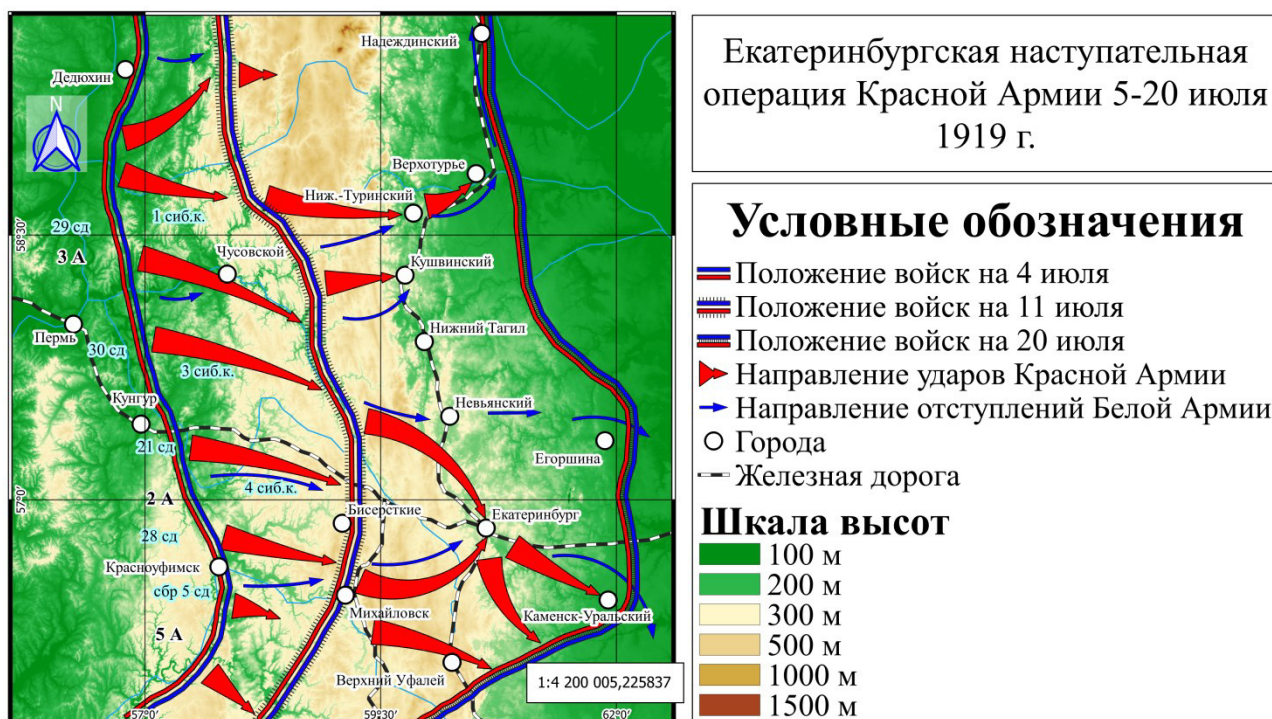 Екатеринбургская наступательная
операция Красной Армии 5-20 июля
1919 г.
Условные обозначения
Положение войск на 4 июля
Положение войск на 11 июля
Положение войск на 20 июля
Направление ударов Красной Армии
Направление отступлений Белой Армии
Города
Железная дорога
Шкала высот
100 м
200 м
300 м
500 м
1000 м
1500 м
N
Надеждинский
Дедюхин
Верхотурье
Ниж.-Туринский
1 сиб.к.
29 сд
58°30'
3 А
Чусовской
Кушвинский
Пермь
Нижний Тагил
30 сд
3 сиб.к.
Кунгур
Невьянский
21 сд
Егоршина
4 сиб.к.
2 А
57°0'
Бисерсткие
Екатеринбург
28 сд
Красноуфимск
сбр 5 сд
Михайловск
Каменск-Уральский
5 А
Верхний Уфалей
1:4 200 005,225837
57°0'
59°30'
62°0'